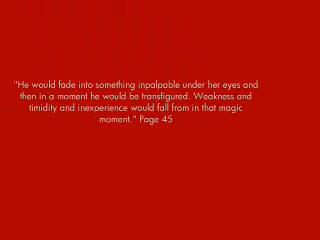 "He would fade into something inpalpable under her eyes and
then in a moment he would be transfigured. Weakness and
timidity and inexperience would fall from in that magic
moment." Page 45